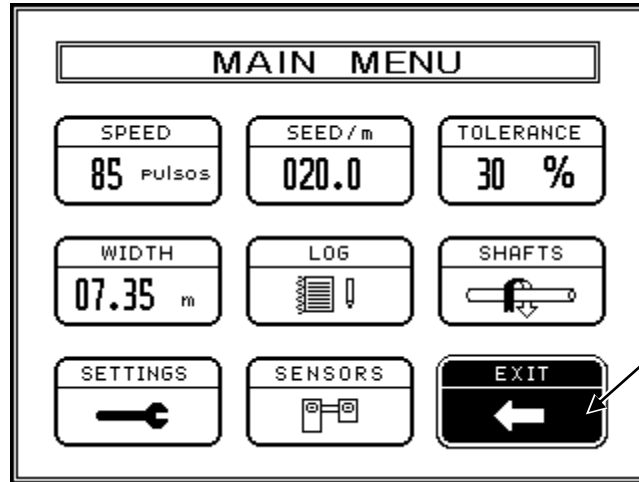 MAIN MENU
SPEED
85 Pulsos
SEED/m
020.0
TOLERANCE
30 %
WIDTH
07.35 m
LOG
SHAFTS
SETTINGS
SENSORS
EXIT